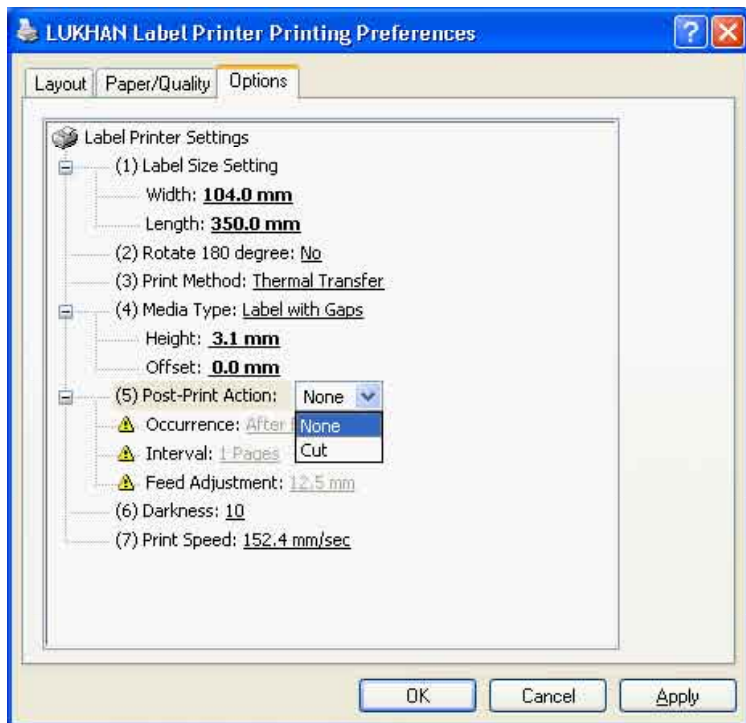 LUKHAN Label Printer Printing Preferences
Layout Paper/Quality Options
Label Printer Settings
(1) Label Size Setting
Width: 104.0 mm
Length: 350.0 mm
(2) Rotate 180 degree: No
(3) Print Method: Thermal Transfer
(4) Media Type: Label with Gaps
Height: 3.1 mm
Offset: 0.0 mm
(5) Post-Print Action: None
Occurrence: After None
Interval: 1 Pages Cut
Feed Adjustment: 12.5 mm
(6) Darkness: 10
(7) Print Speed: 152.4 mm/sec
OK Cancel Apply